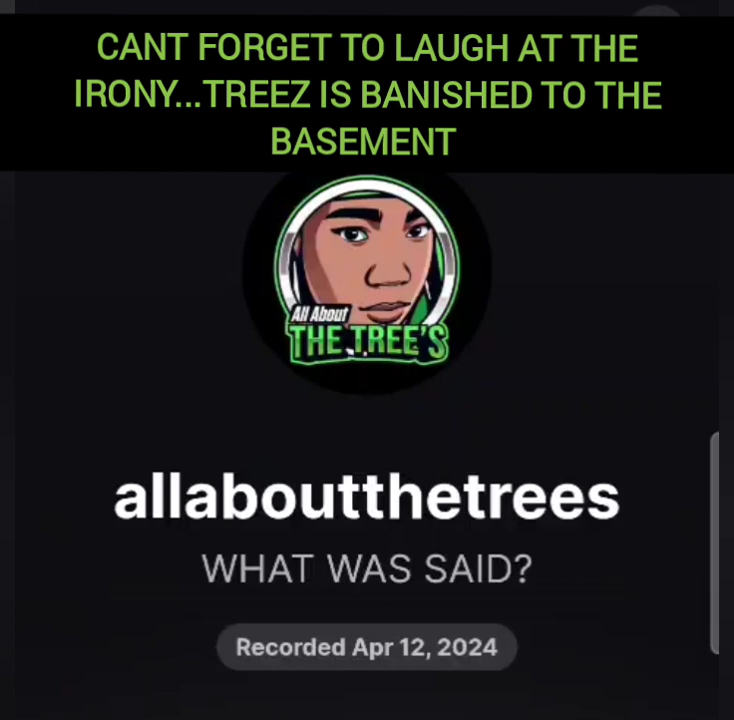 CANT FORGET TO LAUGH AT THE
IRONY...TREEZ IS BANISHED TO THE
BASEMENT
All About
THE TREE'S
allaboutthetrees
WHAT WAS SAID?
Recorded Apr 12, 2024